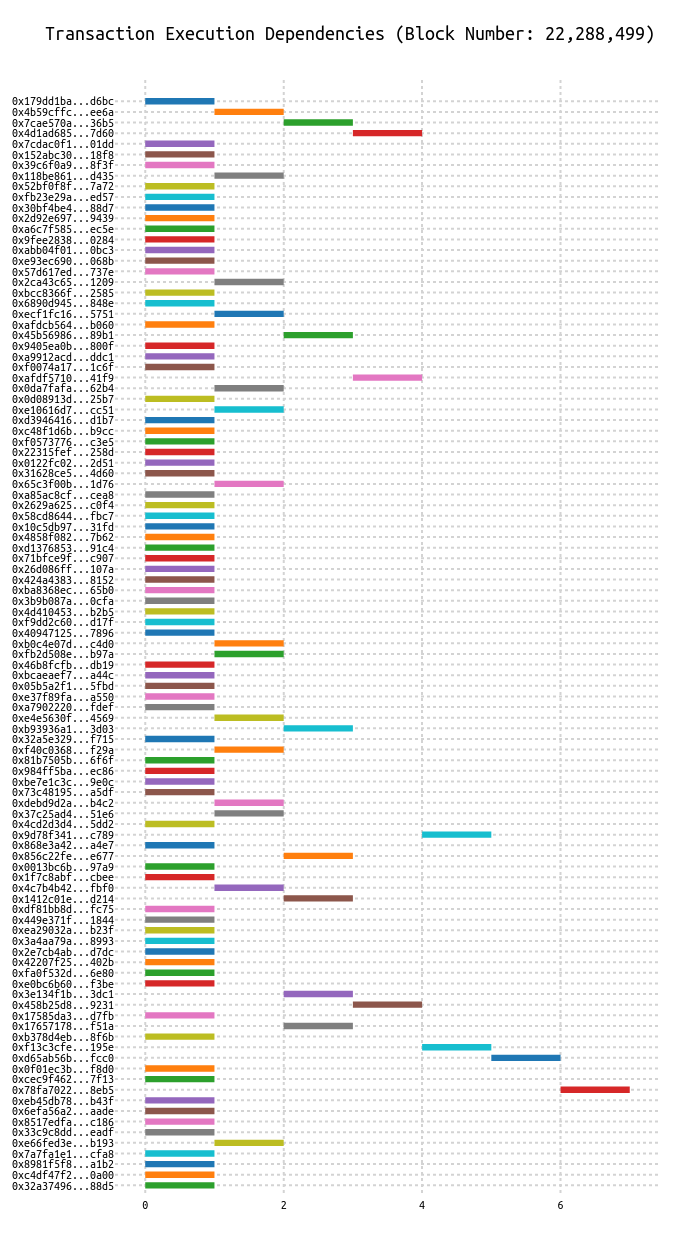 Transaction Execution Dependencies (Block Number: 22,288,499)
0x179dd1ba...d6bc
0x4b59cffc...ee6a
0x7cae570a...36b5
0x4d1ad685...7d60
0x7cdac0f1...01dd
0x152abc30...18f8
0x39c6f0a9...8f3f
0x118be861...d435
0x52bf0f8f...7a72
0xfb23e29a...ed57
0x30bf4be4...88d7
0x2d92e697...9439
0xa6c7f585...ec5e
0x9fee2838...0284
0xabb04f01...0bc3
0xe93ec690...068b
0x57d617ed...737e
0x2ca43c65...1209
0xbcc8366f...2585
0x6890d945...848e
0xecf1fc16...5751
0xafdcb564...b060
0x45b56986...89b1
0x9405ea0b...800f
0xa9912acd...ddc1
0xf0074a17...1c6f
0xafdf5710...41f9
0x0da7fafa...62b4
0x0d08913d...25b7
0xe10616d7...cc51
0xd3946416...d1b7
0xc48f1d6b...b9cc
0xf0573776...c3e5
0x22315fef...258d
0x0122fc02...2d51
0x31628ce5...4d60
0x65c3f00b...1d76
0xa85ac8cf...cea8
0x2629a625...c0f4
0x58cd8644...fbc7
0x10c5db97...31fd
0x4858f082...7b62
0xd1376853...91c4
0x71bfce9f...c907
0x26d086ff...107a
0x424a4383...8152
0xba8368ec...65b0
0x3b9b087a...0cfa
0x4d410453...b2b5
0xf9dd2c60...d17f
0x40947125...7896
0xb0c4e07d...c4d0
0xfb2d508e...b97a
0x46b8fcfb...db19
0xbcaeaef7...a44c
0x05b5a2f1...5fbd
0xe37f89fa...a550
0xa7902220...fdef
0xe4e5630f...4569
0xb93936a1...3d03
0x32a5e329...f715
0xf40c0368...f29a
0x81b7505b...6f6f
0x984ff5ba...ec86
0xbe7e1c3c...9e0c
0x73c48195...a5df
0xdebd9d2a...b4c2
0x37c25ad4...51e6
0x4cd2d3d4...5dd2
0x9d78f341...c789
0x868e3a42...a4e7
0x856c22fe...e677
0x0013bc6b...97a9
0x1f7c8abf...cbee
0x4c7b4b42...fbf0
0x1412c01e...d214
0xdf81bb8d...fc75
0x449e371f...1844
0xea29032a...b23f
0x3a4aa79a...8993
0x2e7cb4ab...d7dc
0x42207f25...402b
0xfa0f532d...6e80
0xe0bc6b60...f3be
0x3e134f1b...3dc1
0x458b25d8...9231
0x17585da3...d7fb
0x17657178...f51a
0xb378d4eb...8f6b
0xf13c3cfe...195e
0xd65ab56b...fcc0
0x0f01ec3b...f8d0
0xcec9f462...7f13
0x78fa7022...8eb5
0xeb45db78...b43f
0x6efa56a2...aade
0x8517edfa...c186
0x33c9c8dd...eadf
0xe66fed3e...b193
0x7a7fa1e1...cfa8
0x8981f5f8...a1b2
0xc4df47f2...0a00
0x32a37496...88d5
0 2 4 6